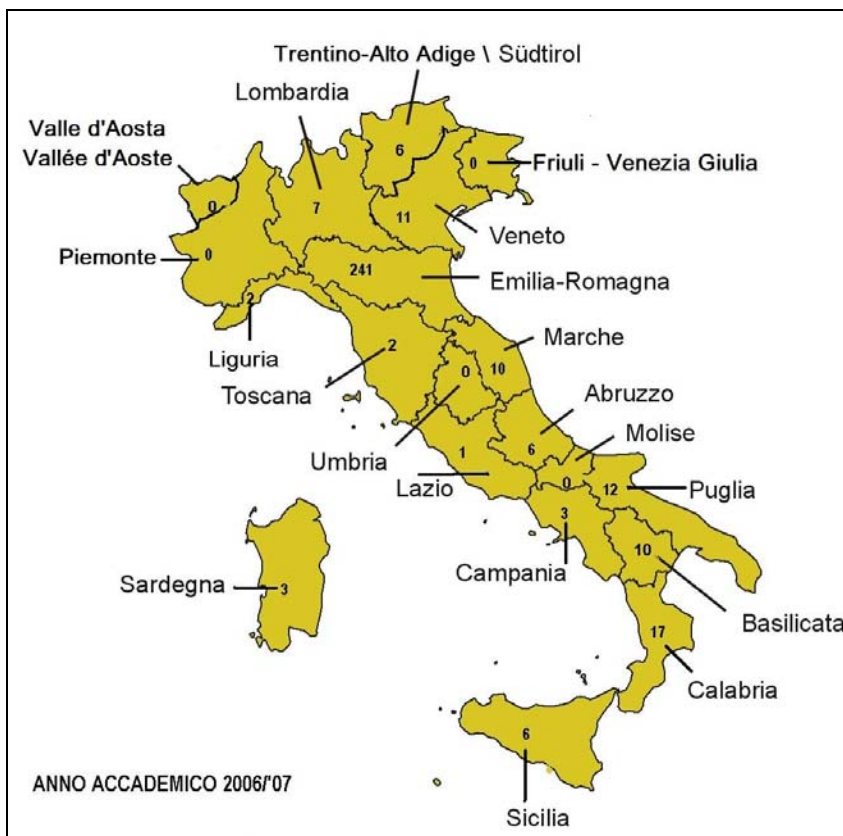 Trentino-Alto Adige \ Südtirol
Lombardia
Valle d'Aosta
Vallée d'Aoste
6
0
Friuli - Venezia Giulia
0
7
11
Veneto
Piemonte
0
241
Emilia-Romagna
2
Liguria
Marche
2
Toscana
0
10
Abruzzo
Umbria
1
6
Molise
Lazio
0
12
Puglia
3
Campania
10
Sardegna
3
Basilicata
17
Calabria
6
ANNO ACCADEMICO 2006/'07
Sicilia